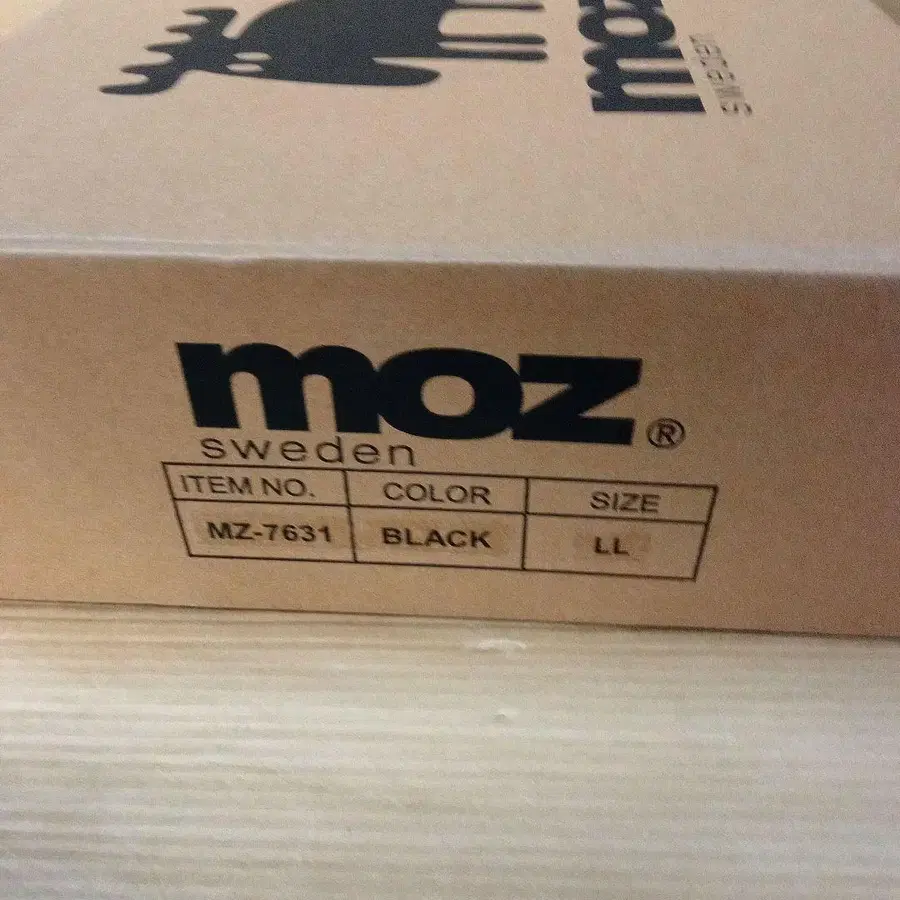 moz
sweden
moz®
sweden
ITEM NO. COLOR SIZE
MZ-7631 BLACK LL